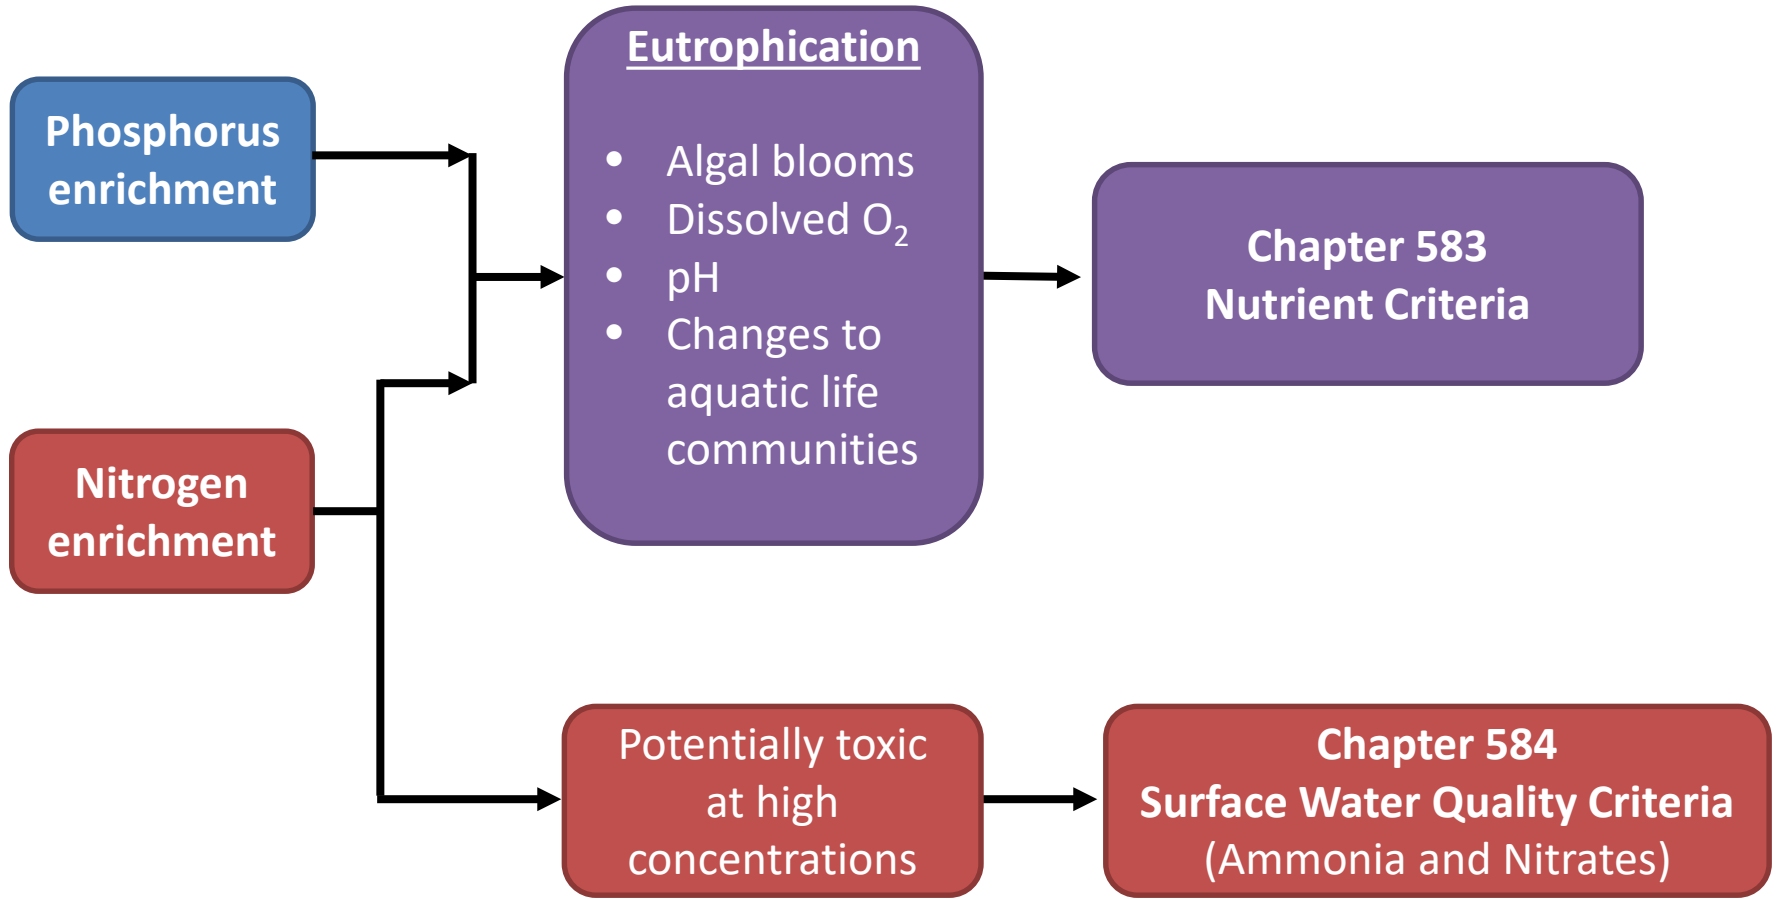 Eutrophication
Phosphorus
enrichment
• Algal blooms
• Dissolved O₂
• pH
• Changes to
aquatic life
communities
Chapter 583
Nutrient Criteria
Nitrogen
enrichment
Potentially toxic
at high
concentrations
Chapter 584
Surface Water Quality Criteria
(Ammonia and Nitrates)